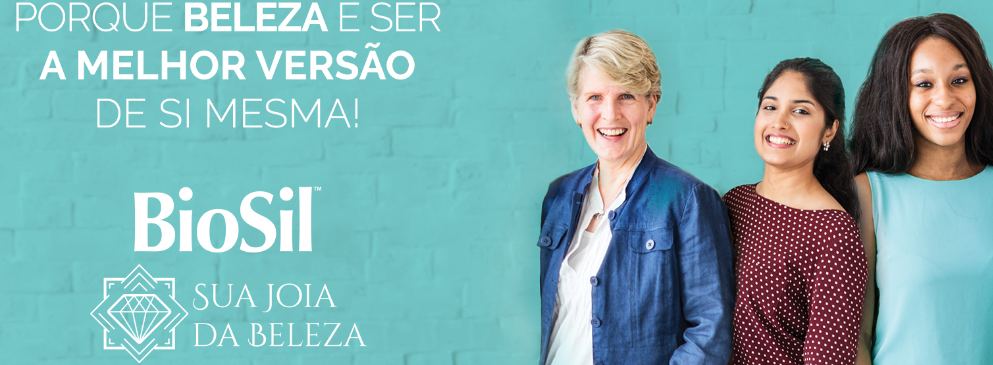 PORQUE BELEZA E SER
A MELHOR VERSÃO
DE SI MESMA!
BioSil™
SUA JOIA
DA BELEZA